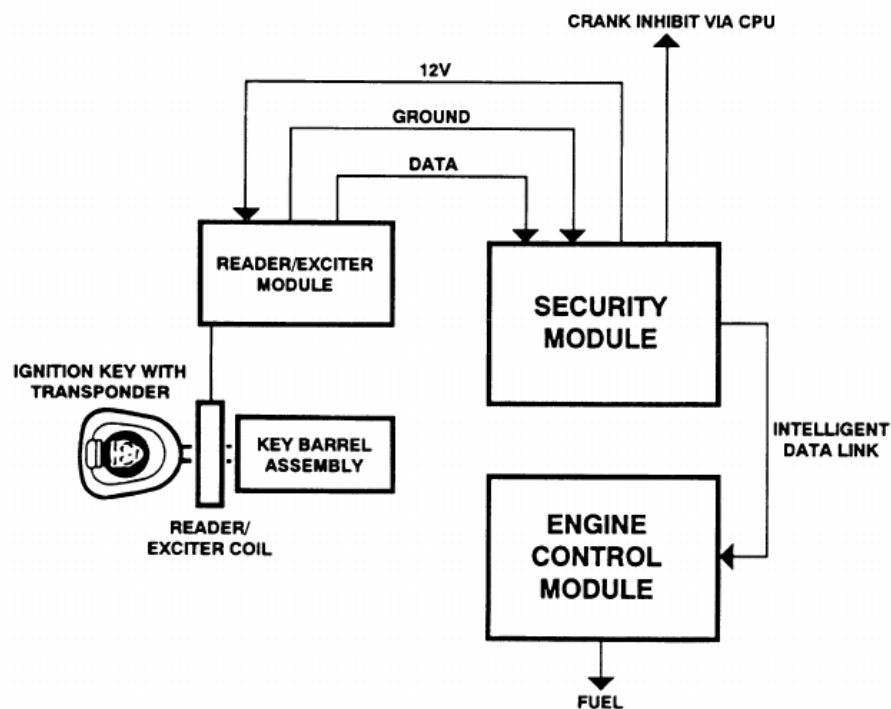 CRANK INHIBIT VIA CPU
12V
GROUND
DATA
READER/EXCITER
MODULE
SECURITY
MODULE
IGNITION KEY WITH
TRANSPONDER
KEY BARREL
ASSEMBLY
INTELLIGENT
DATA LINK
READER/
EXCITER COIL
ENGINE
CONTROL
MODULE
FUEL